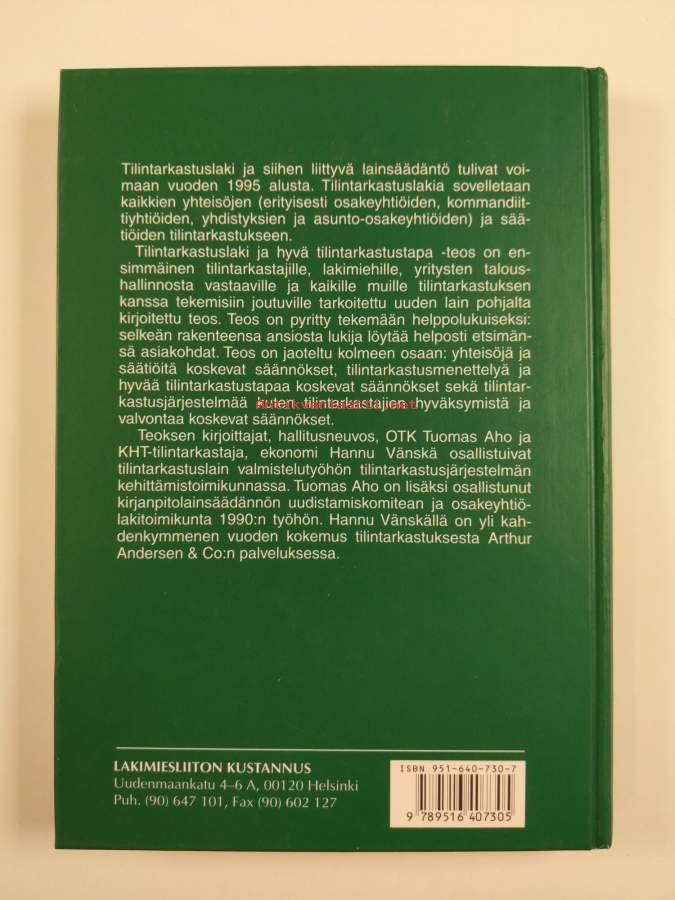 Tilintarkastuslaki ja siihen liittyvä lainsäädäntö tulivat voi-
maan vuoden 1995 alusta. Tilintarkastuslakia sovelletaan
kaikkien yhteisöjen (erityisesti osakeyhtiöiden, kommandiit-
tiyhtiöiden, yhdistyksien ja asunto-osakeyhtiöiden) ja sää-
tiöiden tilintarkastukseen.
Tilintarkastuslaki ja hyvä tilintarkastustapa -teos on en-
simmäinen tilintarkastajille, lakimiehille, yritysten talous-
hallinnosta vastaaville ja kaikille muille tilintarkastuksen
kanssa tekemisiin joutuville tarkoitettu uuden lain pohjalta
kirjoitettu teos. Teos on pyritty tekemään helppolukuiseksi:
selkeän rakenteensa ansiosta lukija löytää helposti etsimän-
sä asiakohdat. Teos on jaoteltu kolmeen osaan: yhteisöjä ja
säätiöitä koskevat säännökset, tilintarkastusmenettelyä ja
hyvää tilintarkastustapaa koskevat säännökset sekä tilintar-
kastusjärjestelmää kuten tilintarkastajien hyväksymistä ja
valvontaa koskevat säännökset.
Teoksen kirjoittajat, hallitusneuvos, OTK Tuomas Aho ja
KHT-tilintarkastaja, ekonomi Hannu Vänskä osallistuivat
tilintarkastuslain valmistelutyöhön tilintarkastusjärjestelmän
kehittämistoimikunnassa. Tuomas Aho on lisäksi osallistunut
kirjanpitolainsäädännön uudistamiskomitean ja osakeyhtiö-
lakitoimikunta 1990:n työhön. Hannu Vänskällä on yli kah-
denkymmenen vuoden kokemus tilintarkastuksesta Arthur
Andersen & Co:n palveluksessa.
LAKIMIESLIITON KUSTANNUS
Uudenmaankatu 4–6 A, 00120 Helsinki
Puh. (90) 647 101, Fax (90) 602 127
ISBN 951-640-730-7
9 789516 407305